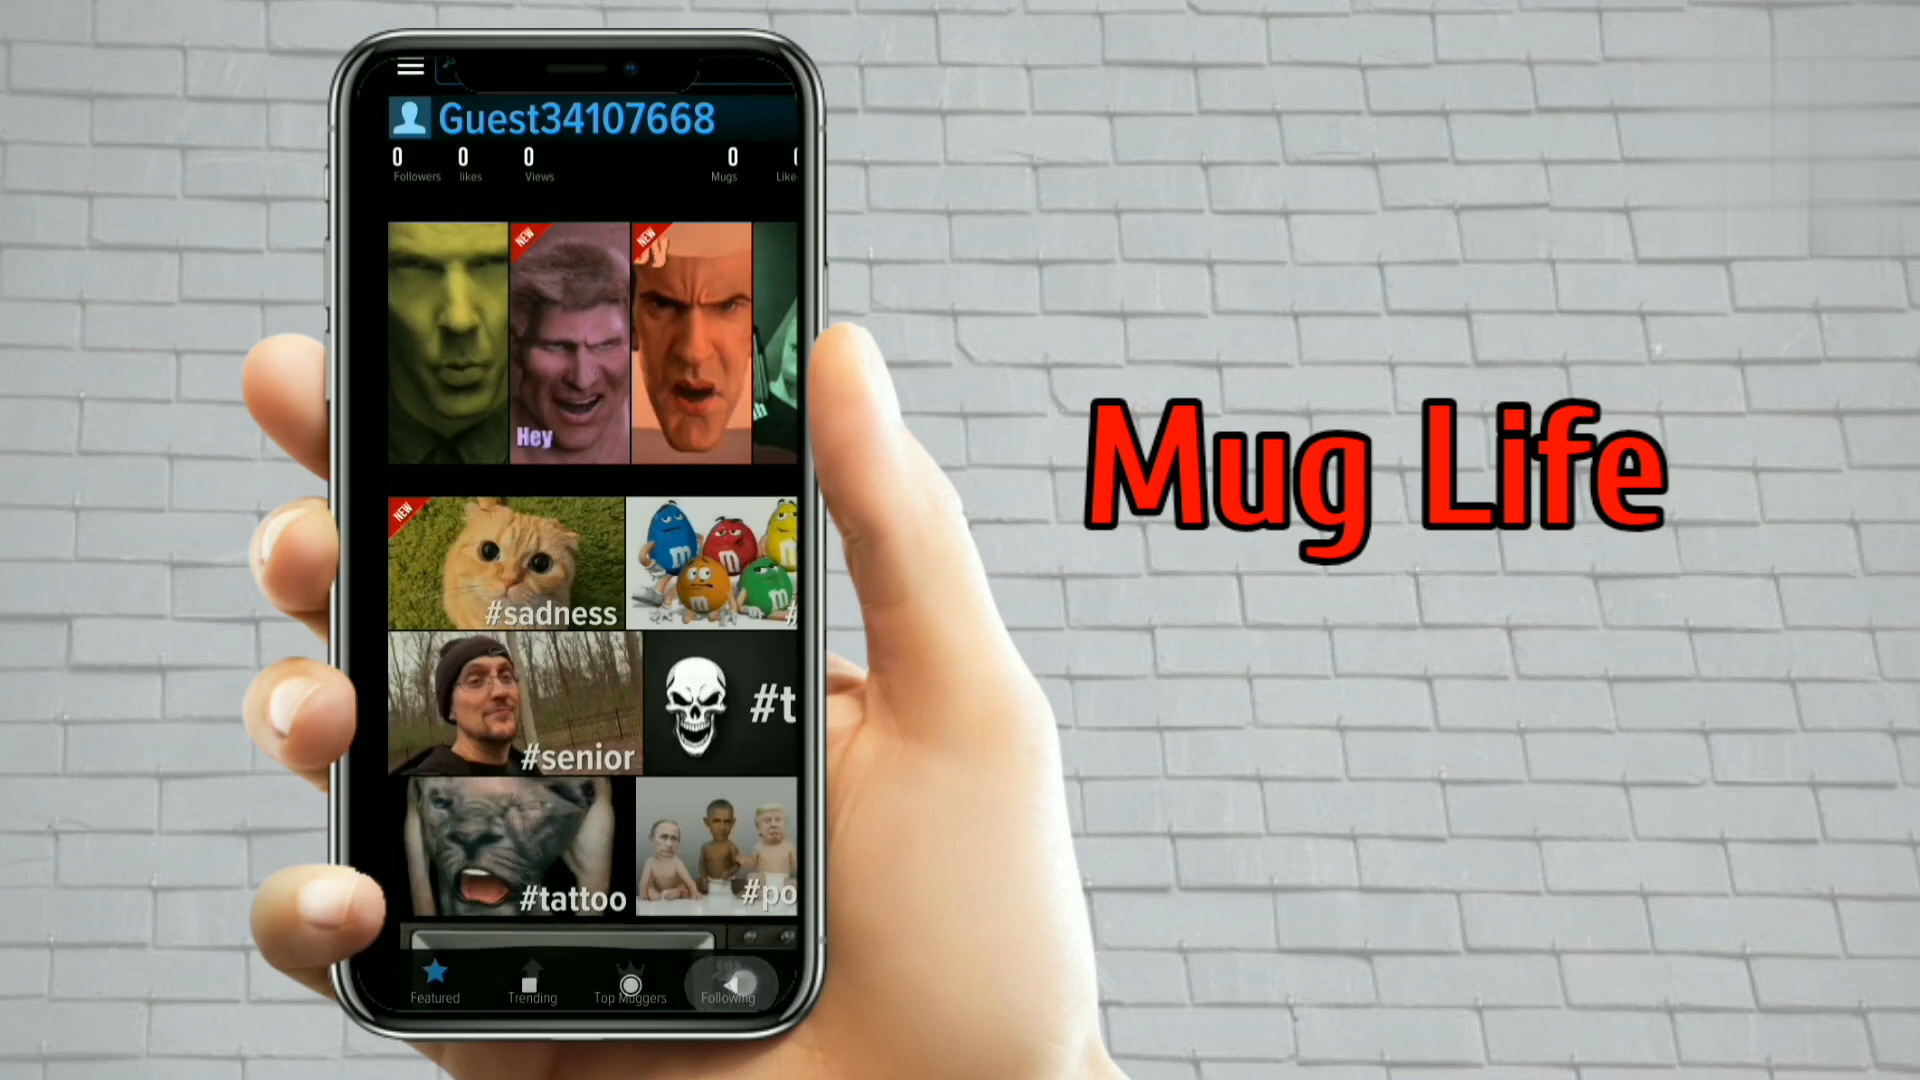 Guest34107668
0 0 0 0
Followers likes Views Mugs Like
NEW NEW
Hey
NEW
#sadness
m m m m
#senior
#t
#tattoo
#po
Featured Trending Top Muggers Following
Mug Life